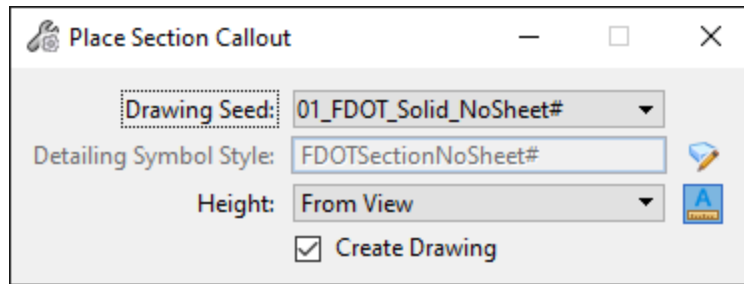 Place Section Callout
Drawing Seed: 01_FDOT_Solid_NoSheet#
Detailing Symbol Style: FDOTSectionNoSheet#
Height: From View
A
Create Drawing